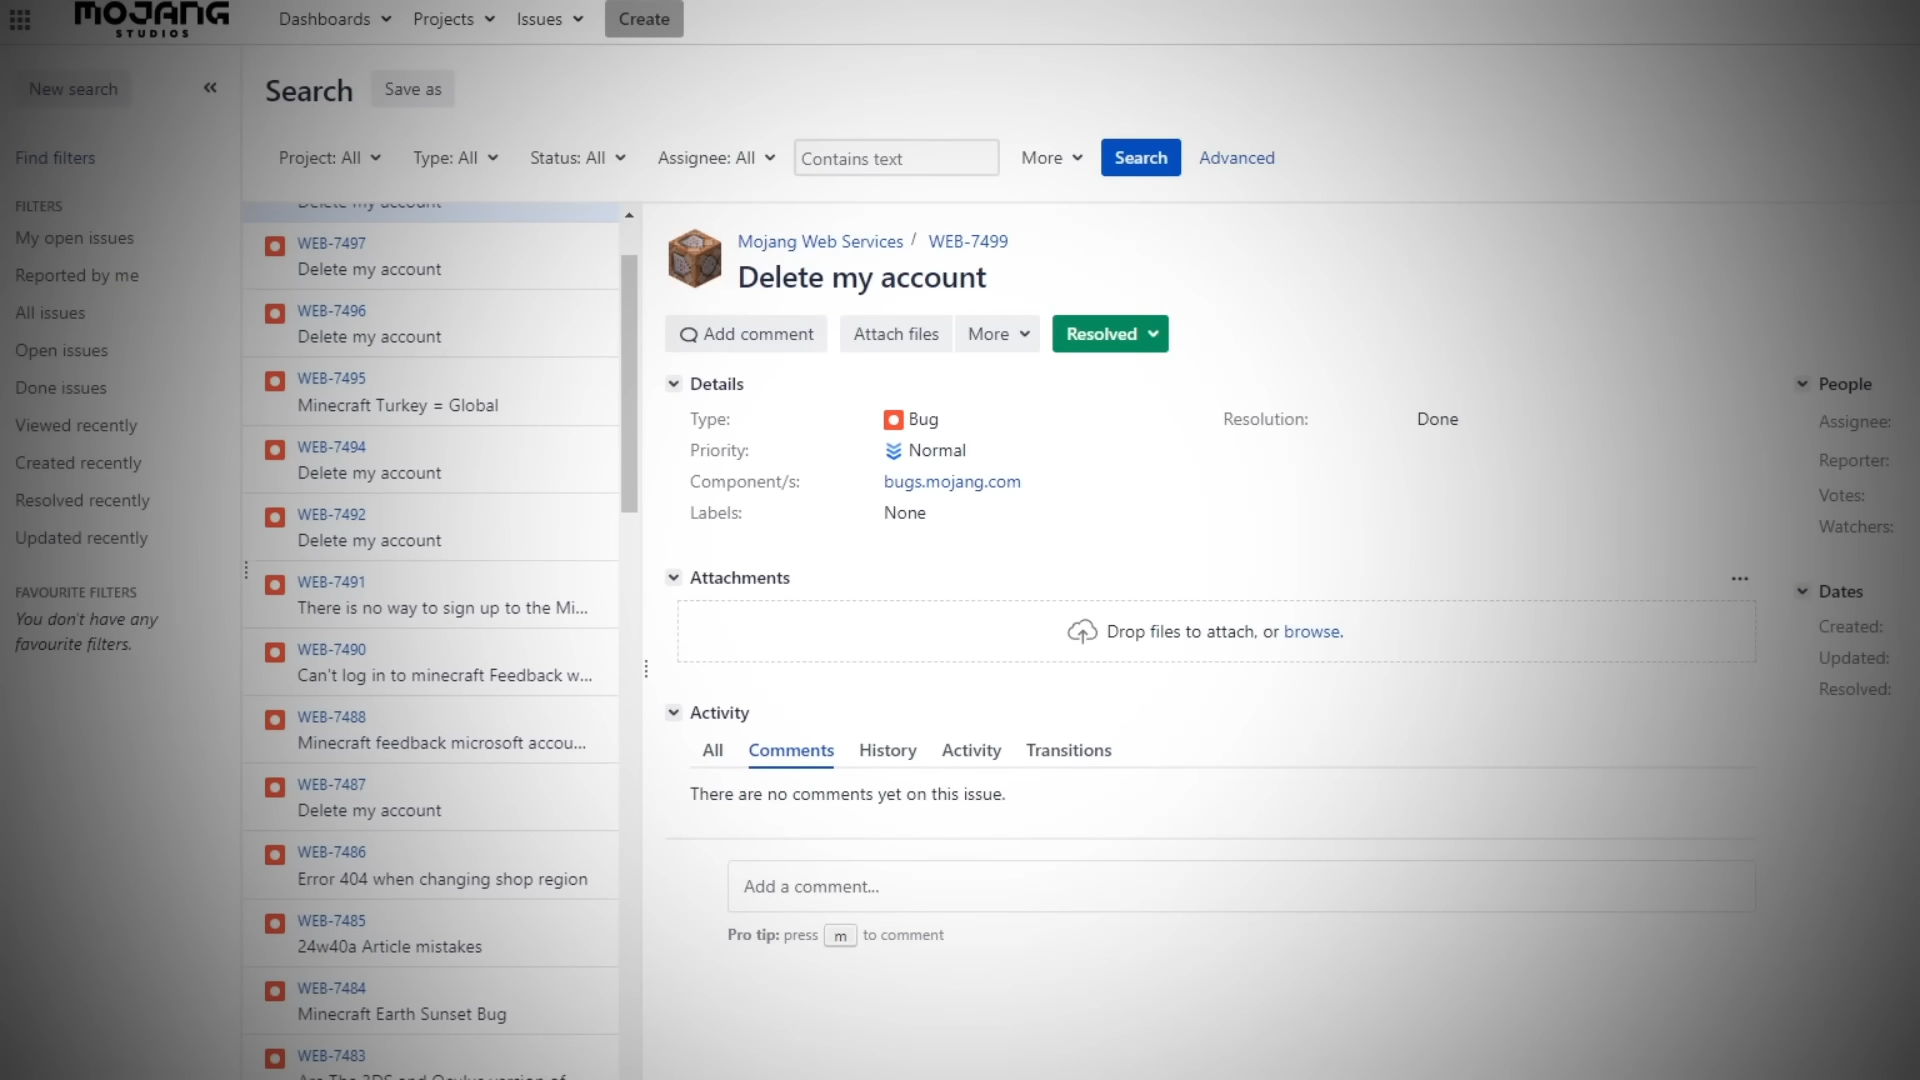 MOJANG
STUDIOS
Dashboards
Projects
Issues
Create
New search
«
Search
Save as
Find filters
Project: All
Type: All
Status: All
Assignee: All
Contains text
More
Search
Advanced
FILTERS
My open issues
Reported by me
All issues
Open issues
Done issues
Viewed recently
Created recently
Resolved recently
Updated recently
FAVOURITE FILTERS
You don't have any
favourite filters.
Delete my account
WEB-7497
Delete my account
WEB-7496
Delete my account
WEB-7495
Minecraft Turkey = Global
WEB-7494
Delete my account
WEB-7492
Delete my account
WEB-7491
There is no way to sign up to the Mi...
WEB-7490
Can't log in to minecraft Feedback w...
WEB-7488
Minecraft feedback microsoft accou...
WEB-7487
Delete my account
WEB-7486
Error 404 when changing shop region
WEB-7485
24w40a Article mistakes
WEB-7484
Minecraft Earth Sunset Bug
WEB-7483
Are The 3DS and Oculus version of
Mojang Web Services / WEB-7499
Delete my account
Add comment
Attach files
More
Resolved
Details
Type: Bug
Resolution: Done
Priority: Normal
Component/s: bugs.mojang.com
Labels: None
Attachments
Drop files to attach, or browse.
Activity
All
Comments
History
Activity
Transitions
There are no comments yet on this issue.
Add a comment...
Pro tip: press m to comment
People
Assignee:
Reporter:
Votes:
Watchers:
Dates
Created:
Updated:
Resolved: